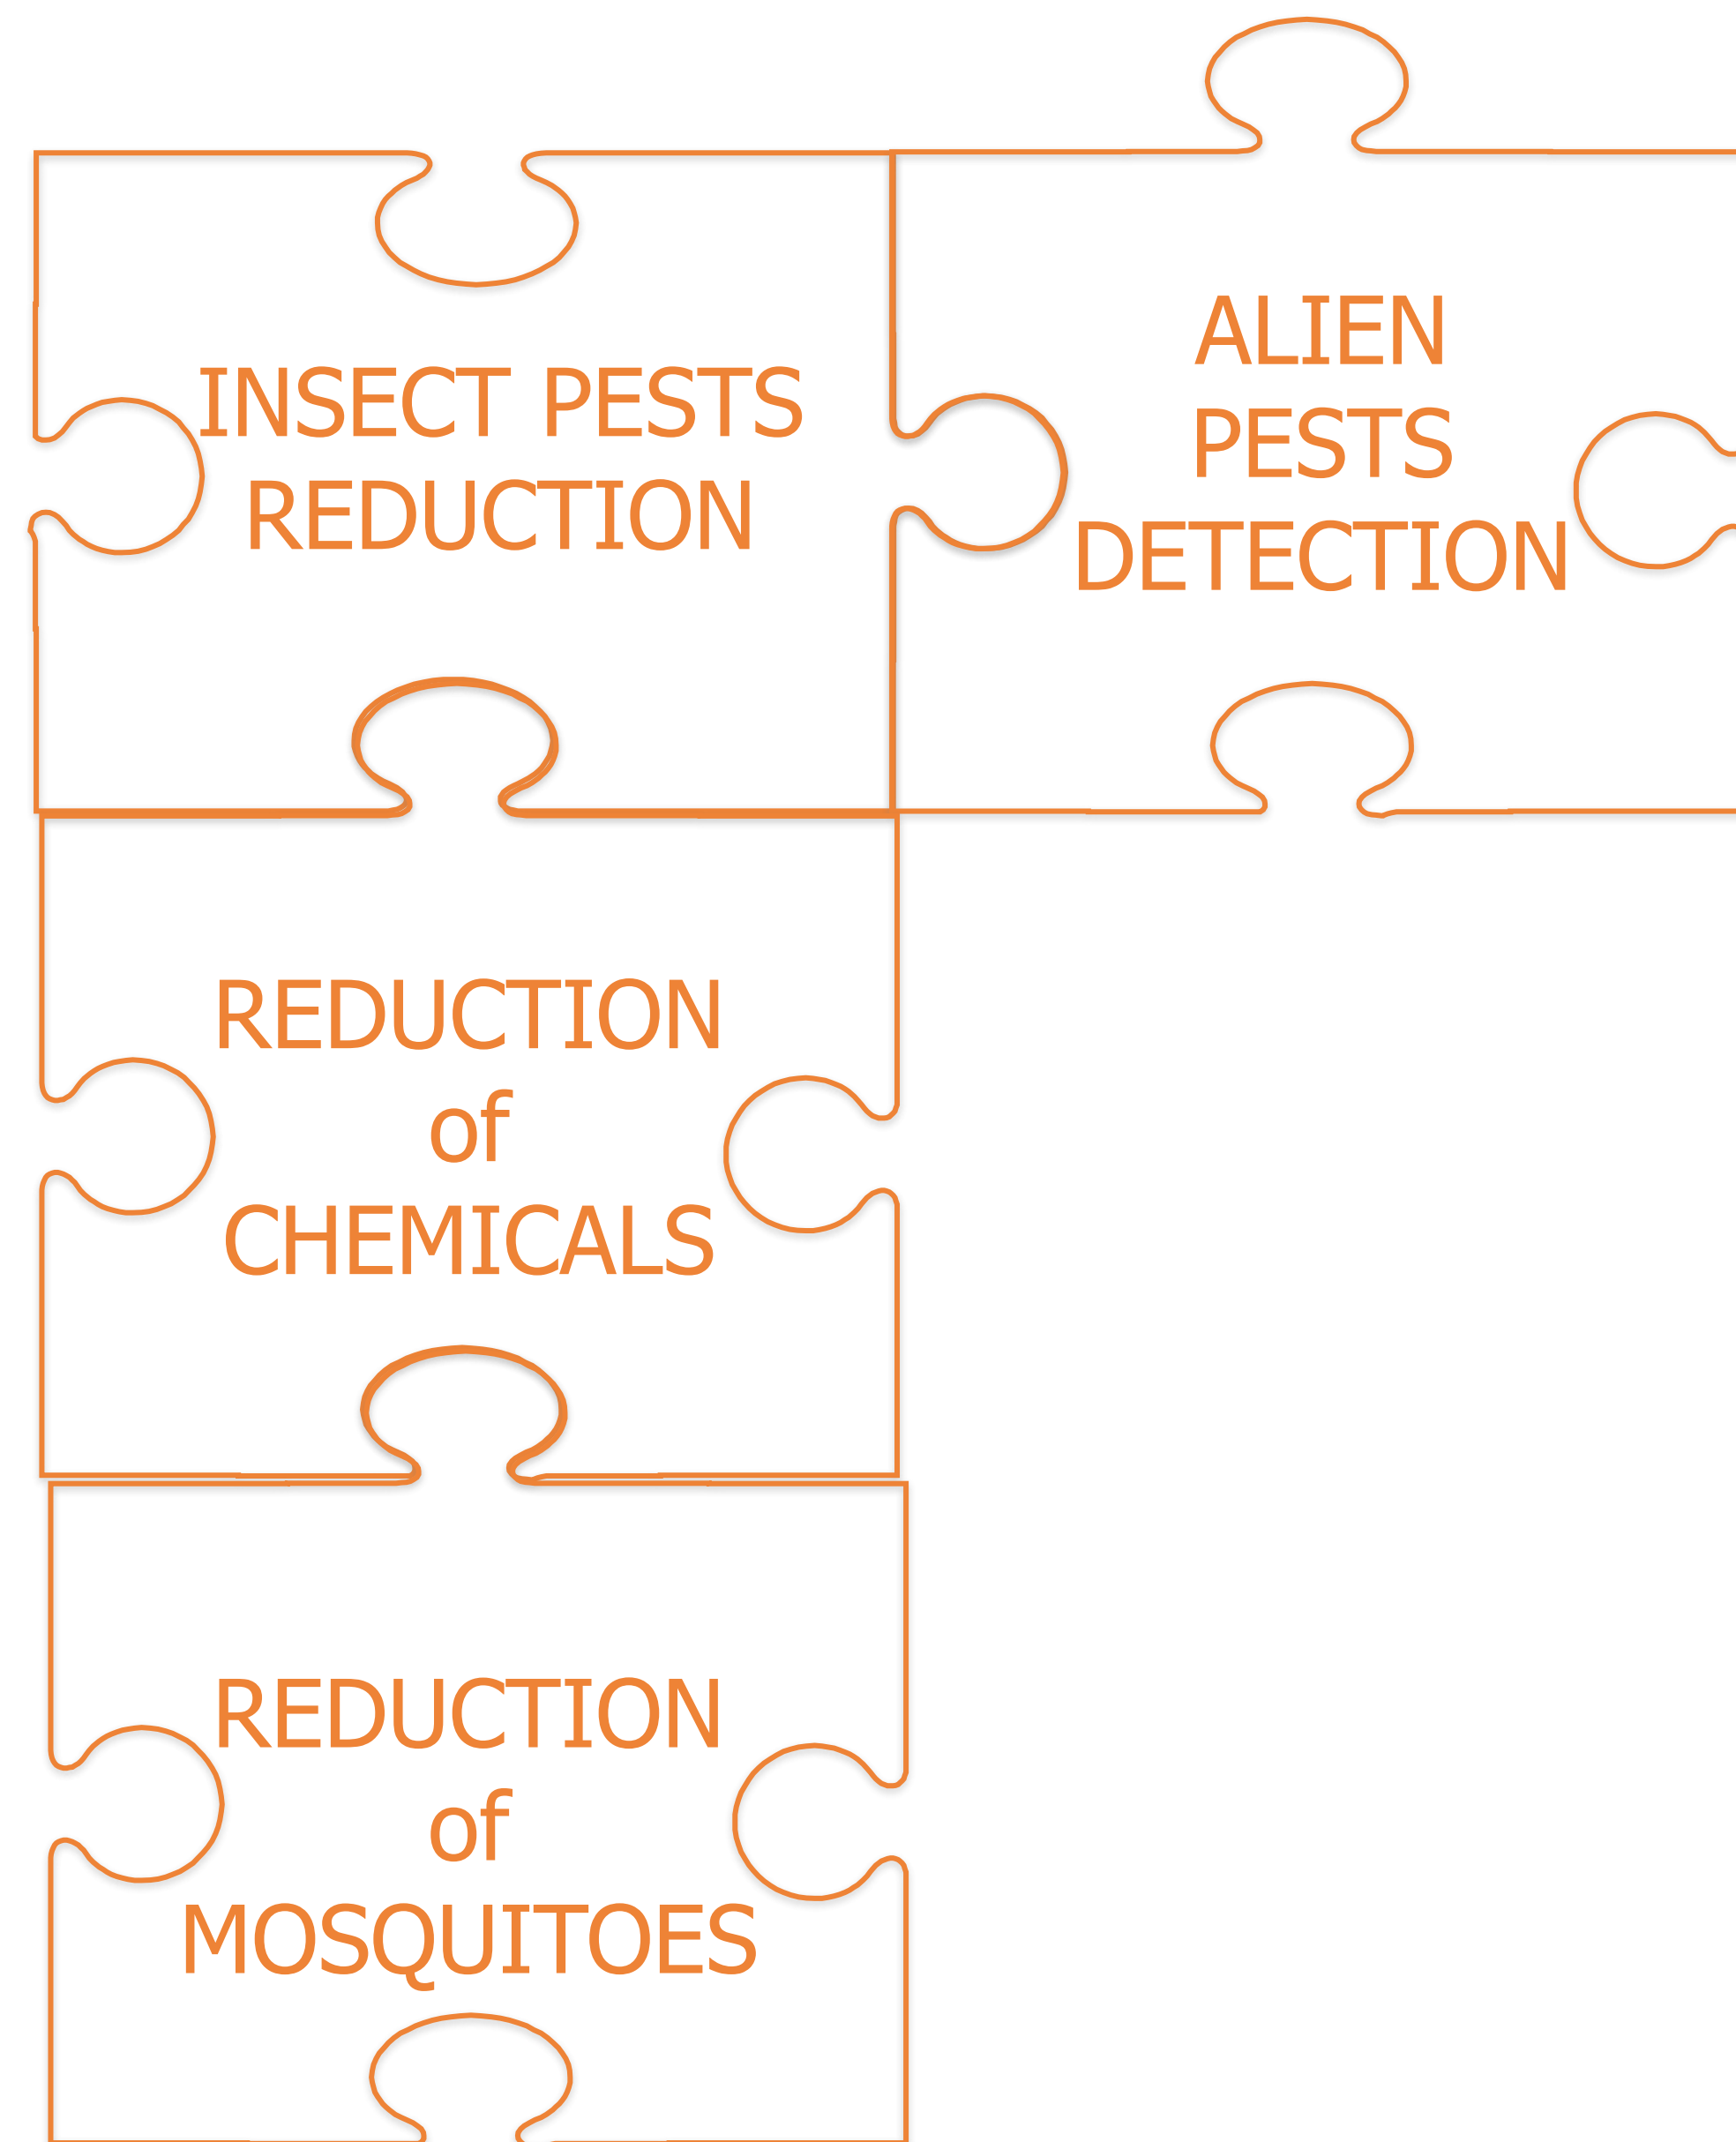 INSECT PESTS
REDUCTION
ALIEN
PESTS
DETECTION
REDUCTION
of
CHEMICALS
REDUCTION
of
MOSQUITOES